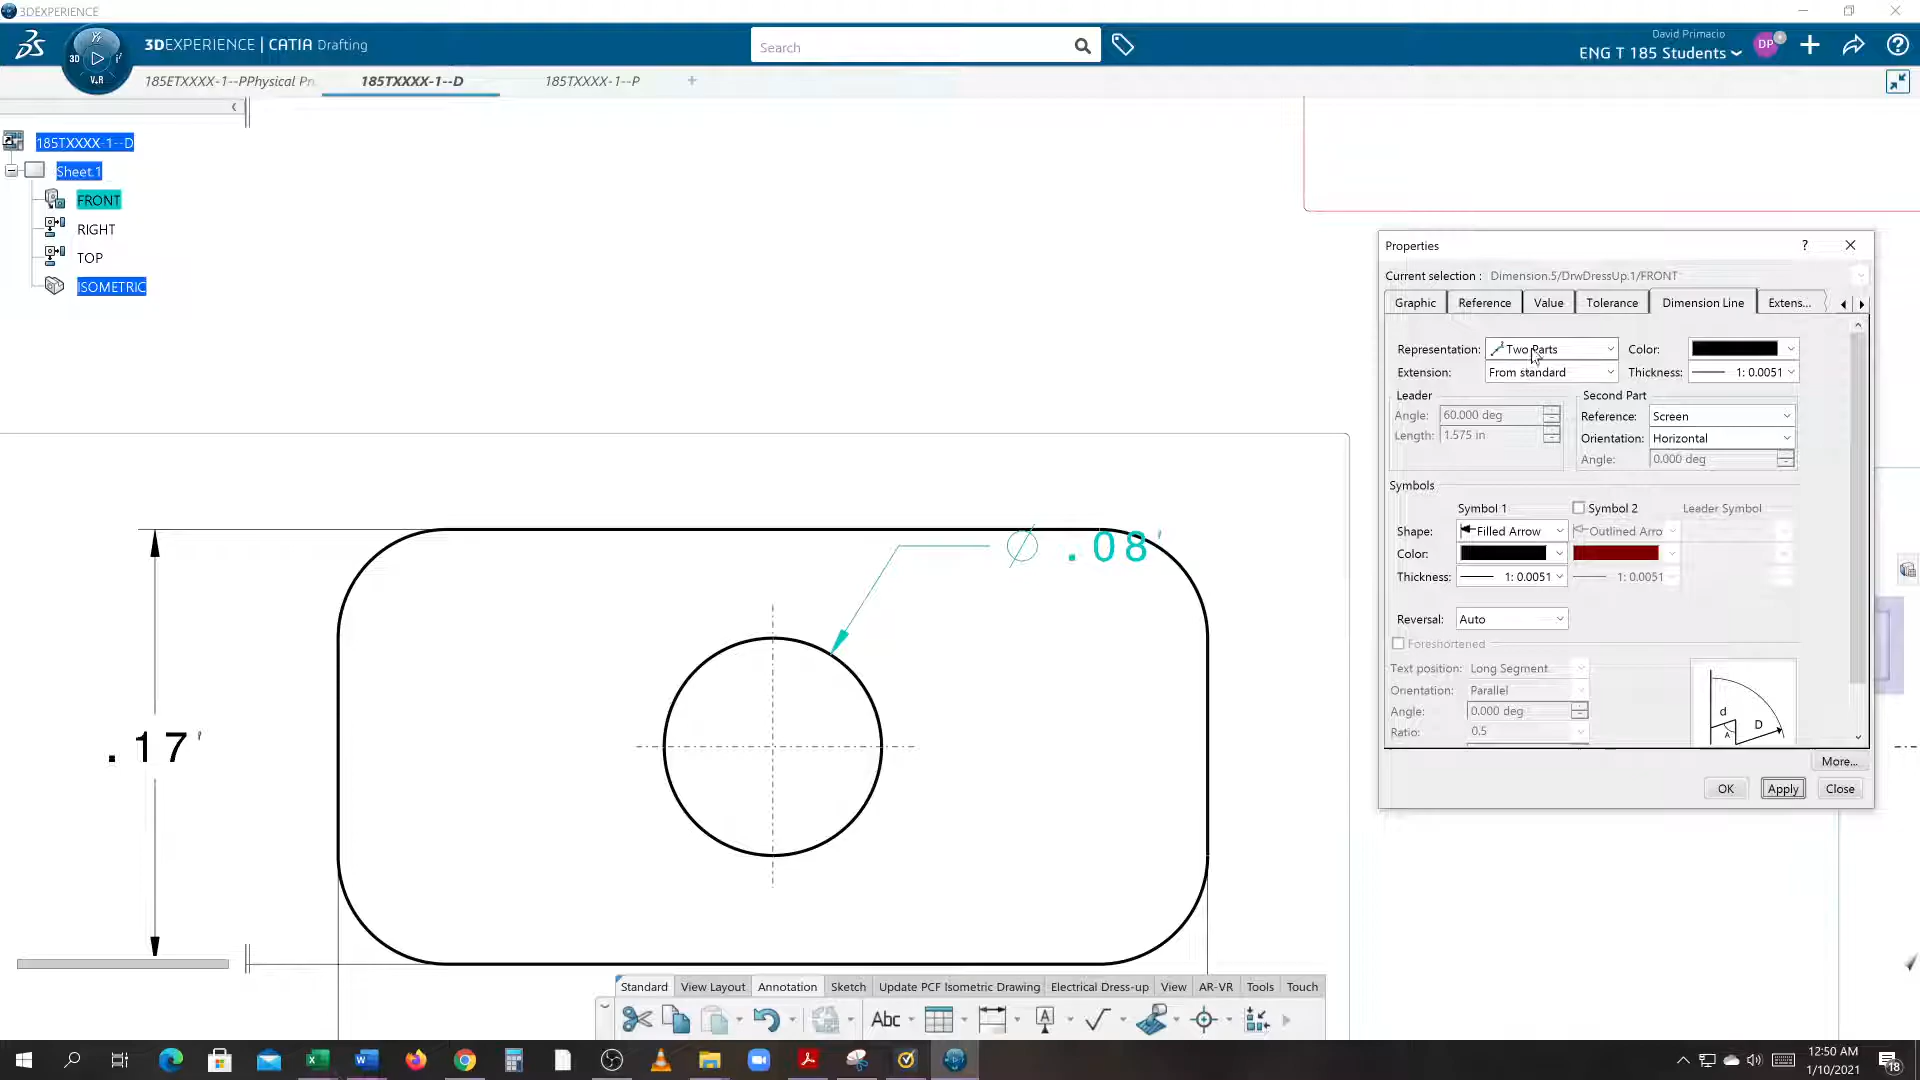 3DEXPERIENCE
3DEXPERIENCE | CATIA Drafting
Search
David Primacio
ENG T 185 Students
DP
3D
V.R
185ETXXXX-1--PPhysical Pr
185TXXXX-1--D
185TXXXX-1--P
185TXXXX-1--D
Sheet.1
FRONT
RIGHT
TOP
ISOMETRIC
Properties
Current selection : Dimension.5/DrwDressUp.1/FRONT
Graphic Reference Value Tolerance Dimension Line Extens...
Representation: Two Parts Color:
Extension: From standard Thickness: 1: 0.0051
Leader Second Part
Angle: 60.000 deg Reference: Screen
Length: 1.575 in Orientation: Horizontal
Angle: 0.000 deg
Symbols
Symbol 1 Symbol 2 Leader Symbol
Shape: Filled Arrow Outlined Arro
Color:
Thickness: 1: 0.0051 1: 0.0051
Reversal: Auto
Foreshortened
Text position: Long Segment
Orientation: Parallel
Angle: 0.000 deg
Ratio: 0.5
d D A
More...
OK Apply Close
∅ .08'
.17'
Standard View Layout Annotation Sketch Update PCF Isometric Drawing Electrical Dress-up View AR-VR Tools Touch
Abc
12:50 AM
1/10/2021
18